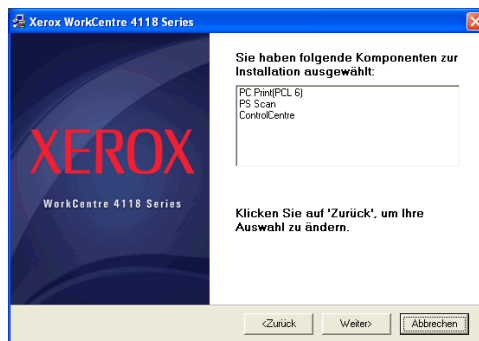 Xerox WorkCentre 4118 Series
Sie haben folgende Komponenten zur
Installation ausgewählt:
PC Print(PCL 6)
PS Scan
ControlCentre
XEROX
WorkCentre 4118 Series
Klicken Sie auf 'Zurück', um Ihre
Auswahl zu ändern.
<Zurück
Weiter>
Abbrechen